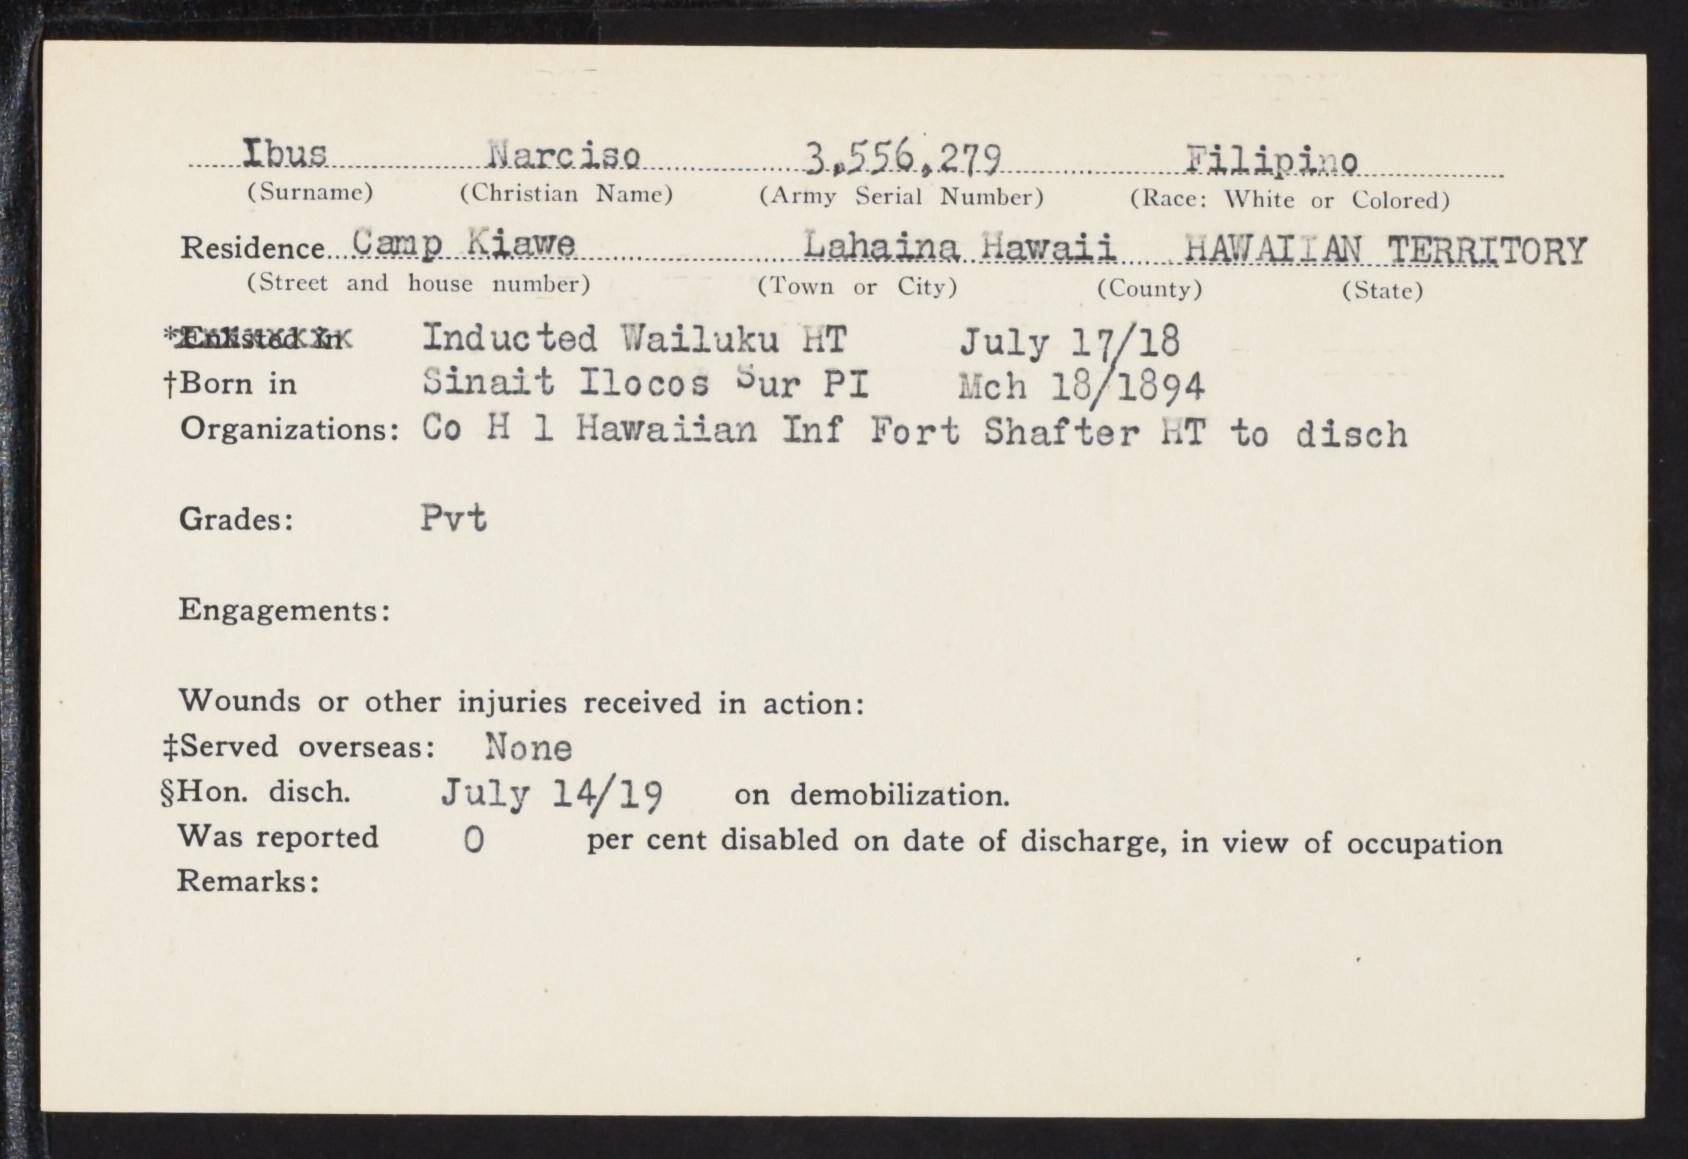 Ibus Narciso 3,556,279 Filipino
(Surname) (Christian Name) (Army Serial Number) (Race: White or Colored)
Residence Camp Kiawe Lahaina Hawaii HAWAIIAN TERRITORY
(Street and house number) (Town or City) (County) (State)
*Enlisted in Inducted Wailuku HT July 17/18
†Born in Sinait Ilocos Sur PI Mch 18/1894
Organizations: Co H 1 Hawaiian Inf Fort Shafter HT to disch
Grades: Pvt
Engagements:
Wounds or other injuries received in action:
‡Served overseas: None
§Hon. disch. July 14/19 on demobilization.
Was reported 0 per cent disabled on date of discharge, in view of occupation
Remarks: